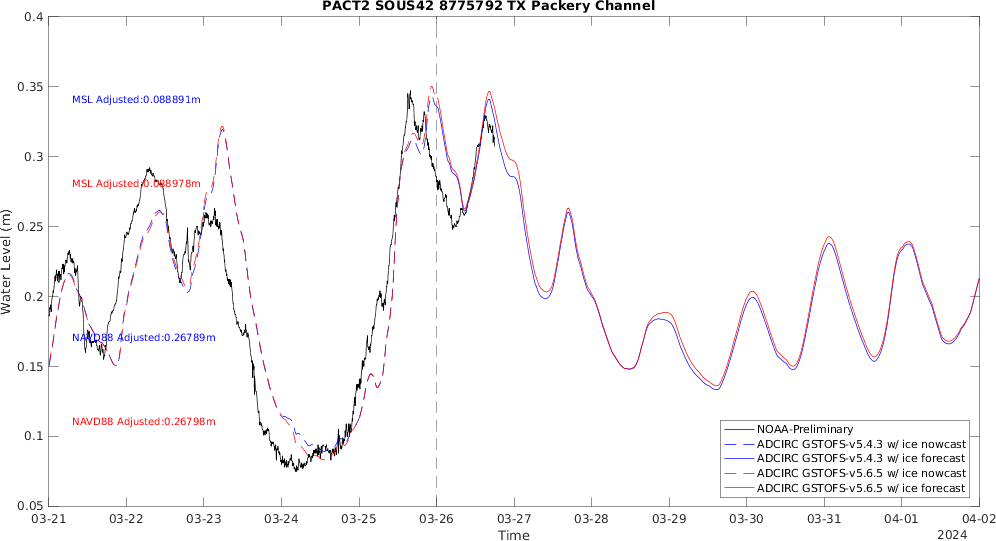 PACT2 SOUS42 8775792 TX Packery Channel
0.4
0.35
MSL Adjusted:0.088891m
0.3
MSL Adjusted:0.088978m
0.25
Water Level (m)
0.2
NAVD88 Adjusted:0.26789m
0.15
NAVD88 Adjusted:0.26798m
0.1
0.05
NOAA-Preliminary
ADCIRC GSTOFS-v5.4.3 w/ ice nowcast
ADCIRC GSTOFS-v5.4.3 w/ ice forecast
ADCIRC GSTOFS-v5.6.5 w/ ice nowcast
ADCIRC GSTOFS-v5.6.5 w/ ice forecast
03-21 03-22 03-23 03-24 03-25 03-26 03-27 03-28 03-29 03-30 03-31 04-01 04-02
Time
2024